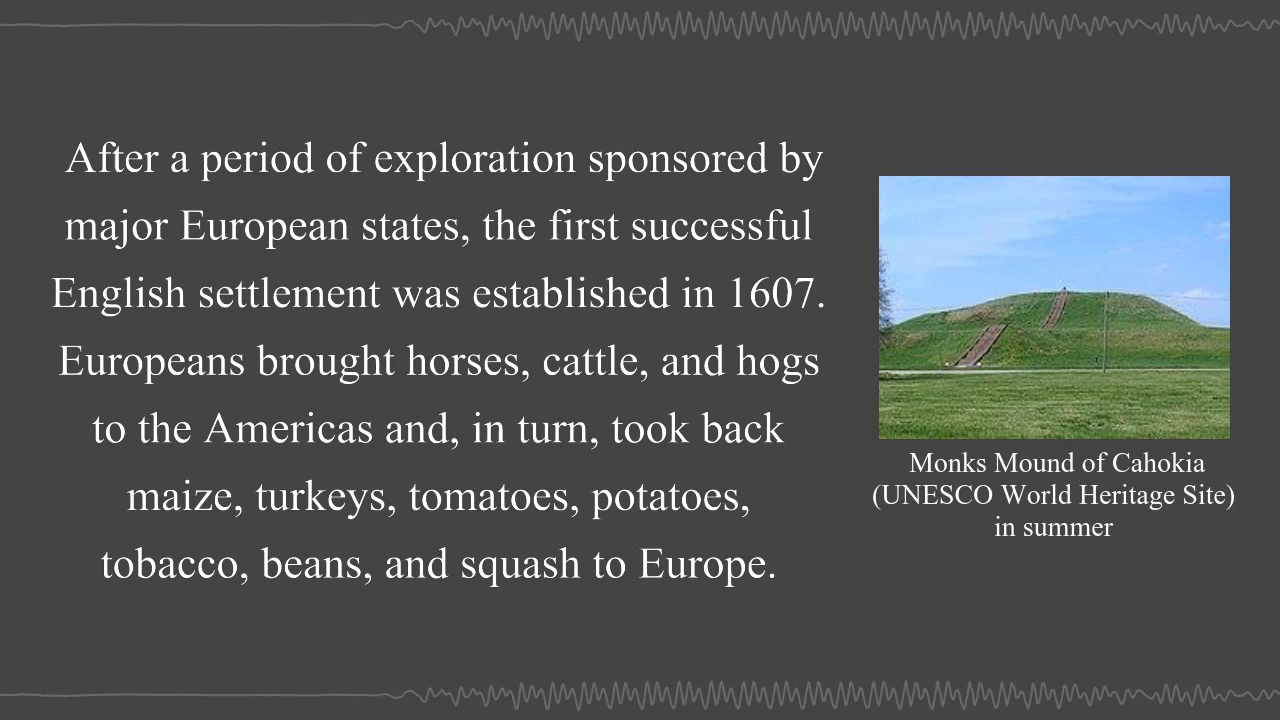 After a period of exploration sponsored by
major European states, the first successful
English settlement was established in 1607.
Europeans brought horses, cattle, and hogs
to the Americas and, in turn, took back
maize, turkeys, tomatoes, potatoes,
tobacco, beans, and squash to Europe.
Monks Mound of Cahokia
(UNESCO World Heritage Site)
in summer